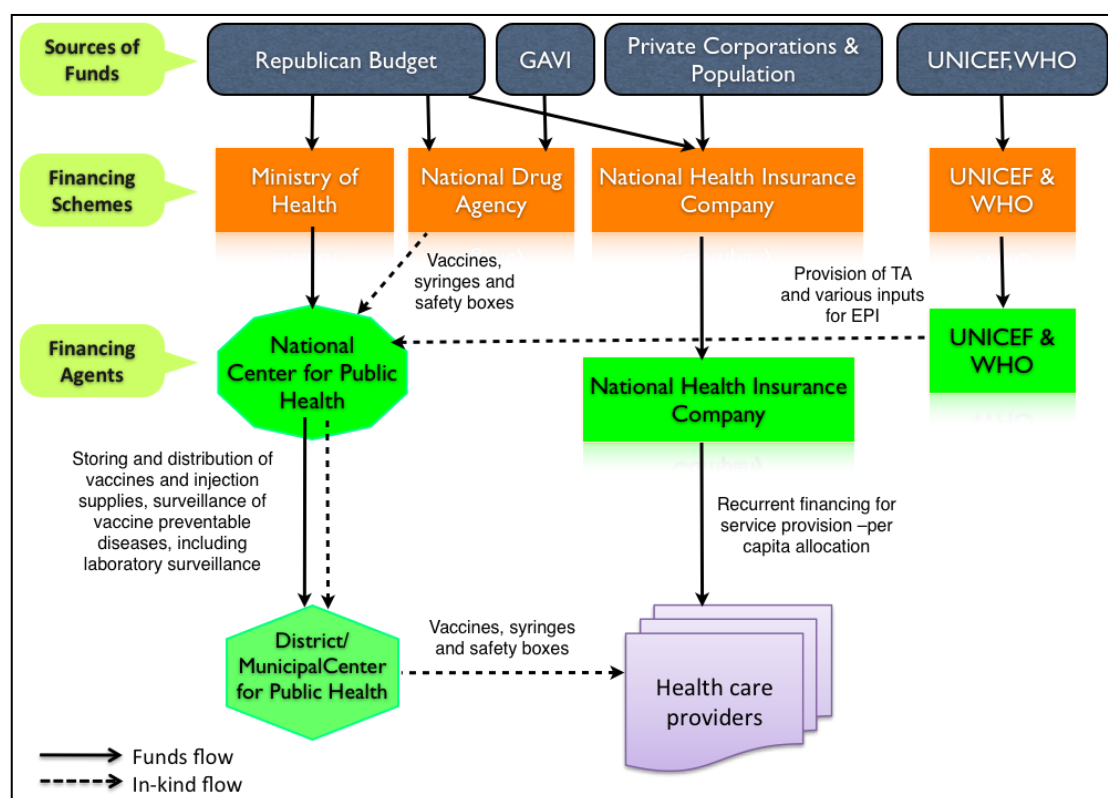 Sources of
Funds
Republican Budget
GAVI
Private Corporations &
Population
UNICEF,WHO
Financing
Schemes
Ministry of
Health
National Drug
Agency
National Health Insurance
Company
UNICEF &
WHO
Vaccines,
syringes and
safety boxes
Provision of TA
and various inputs
for EPI
Financing
Agents
National
Center for Public
Health
National Health Insurance
Company
UNICEF &
WHO
Storing and distribution of
vaccines and injection
supplies, surveillance of
vaccine preventable
diseases, including
laboratory surveillance
Recurrent financing for
service provision –per
capita allocation
District/
MunicipalCenter
for Public Health
Vaccines, syringes
and safety boxes
Health care
providers
Funds flow
In-kind flow